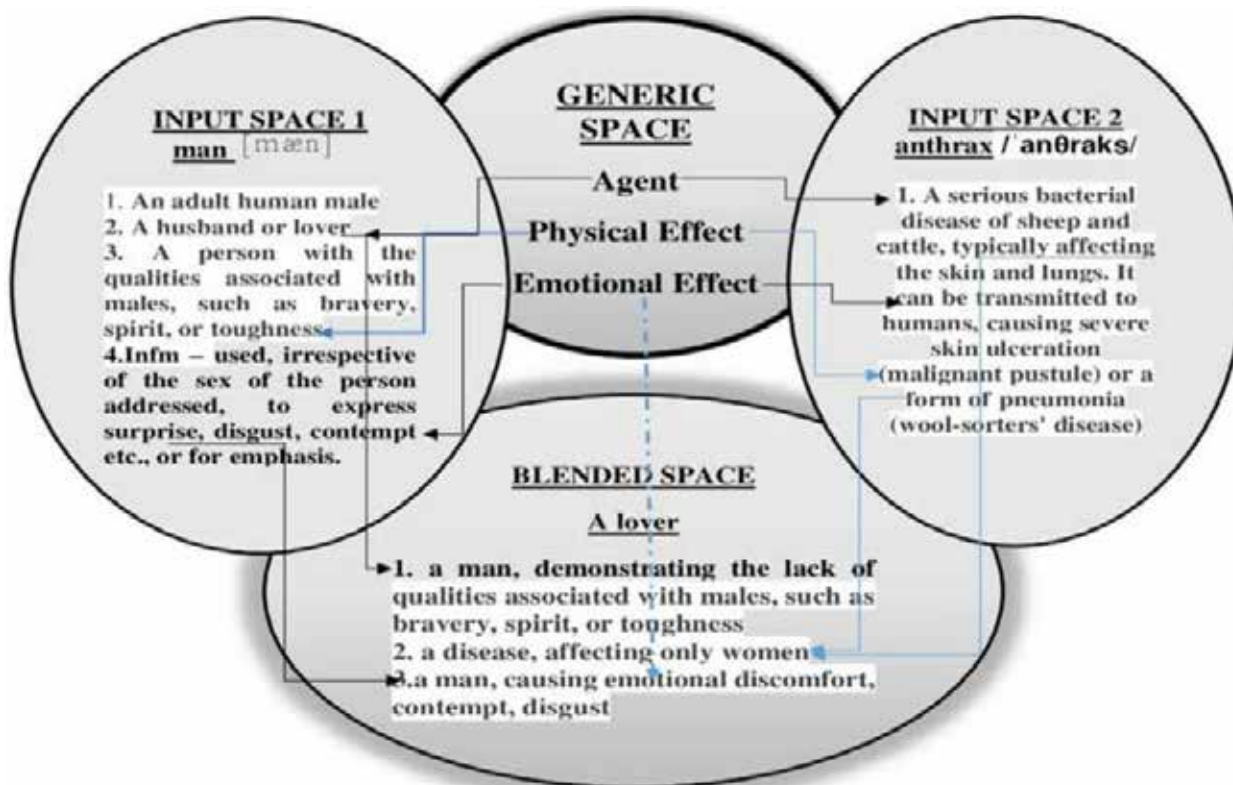 GENERIC
SPACE
Agent
Physical Effect
Emotional Effect
INPUT SPACE 1
man [mæn]
1. An adult human male
2. A husband or lover
3. A person with the
qualities associated with
males, such as bravery,
spirit, or toughness
4.Infm – used, irrespective
of the sex of the person
addressed, to express
surprise, disgust, contempt
etc., or for emphasis.
INPUT SPACE 2
anthrax /ˈanθraks/
1. A serious bacterial
disease of sheep and
cattle, typically affecting
the skin and lungs. It
can be transmitted to
humans, causing severe
skin ulceration
(malignant pustule) or a
form of pneumonia
(wool-sorters' disease)
BLENDED SPACE
A lover
1. a man, demonstrating the lack of
qualities associated with males, such as
bravery, spirit, or toughness
2. a disease, affecting only women
3.a man, causing emotional discomfort,
contempt, disgust